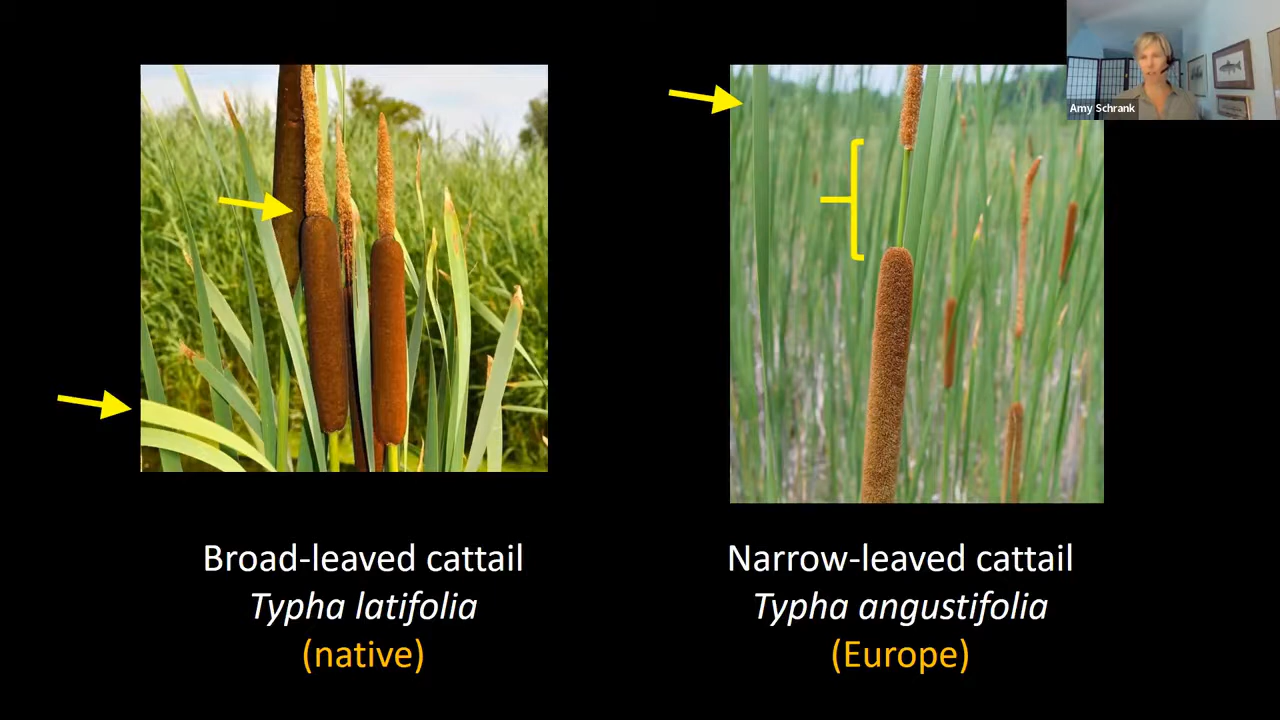 Amy Schrank
Broad-leaved cattail
Typha latifolia
(native)
Narrow-leaved cattail
Typha angustifolia
(Europe)